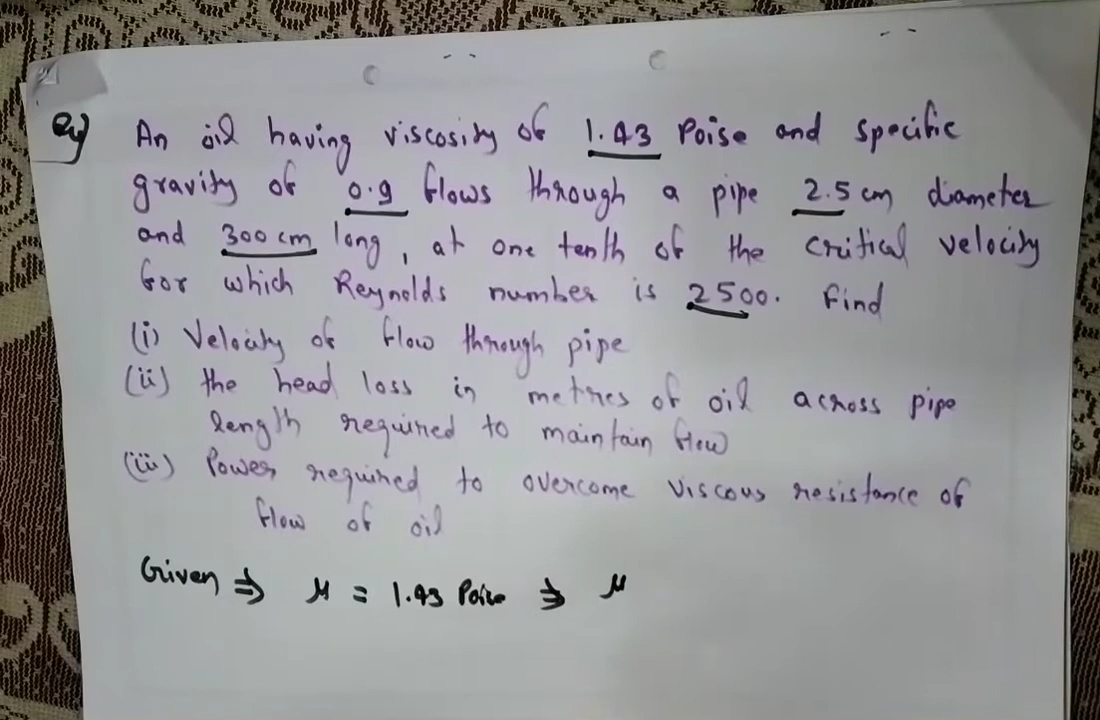 Q4) An oil having viscosity of 1.43 Poise and specific
gravity of 0.9 flows through a pipe 2.5 cm diameter
and 300 cm long, at one tenth of the critical velocity
for which Reynolds number is 2500. Find
(i) Velocity of flow through pipe
(ii) the head loss in metres of oil across pipe
length required to maintain flow
(iii) Power required to overcome viscous resistance of
flow of oil
Given ⇒ μ = 1.43 Poise ⇒ μ